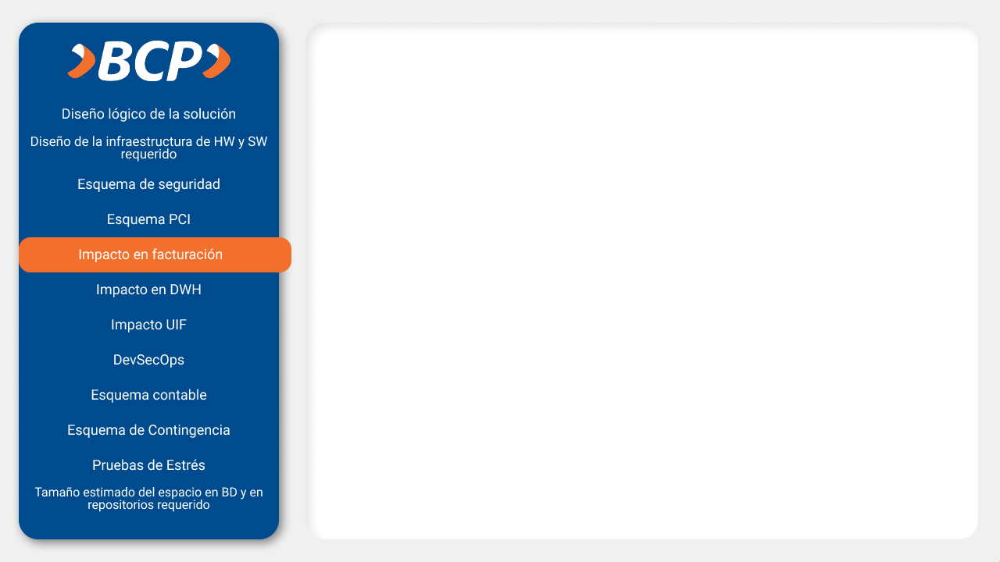 BCP
Diseño lógico de la solución
Diseño de la infraestructura de HW y SW
requerido
Esquema de seguridad
Esquema PCI
Impacto en facturación
Impacto en DWH
Impacto UIF
DevSecOps
Esquema contable
Esquema de Contingencia
Pruebas de Estrés
Tamaño estimado del espacio en BD y en
repositorios requerido